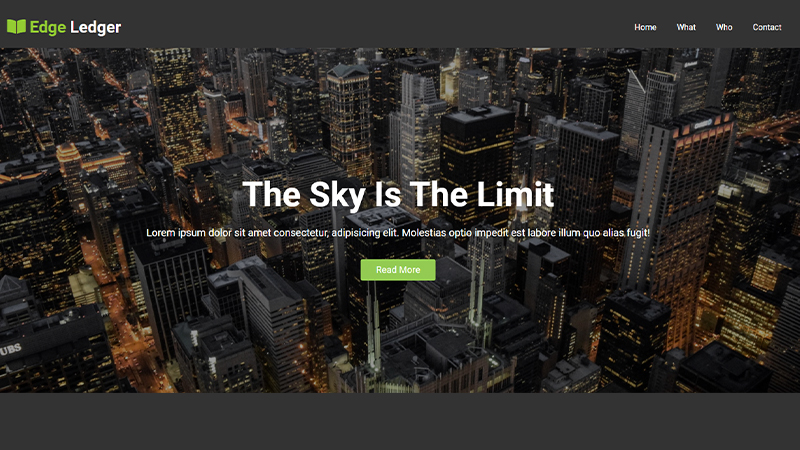 Edge Ledger
Home What Who Contact
The Sky Is The Limit
Lorem ipsum dolor sit amet consectetur, adipisicing elit. Molestias optio impedit est labore illum quo alias fugit!
Read More
UBS